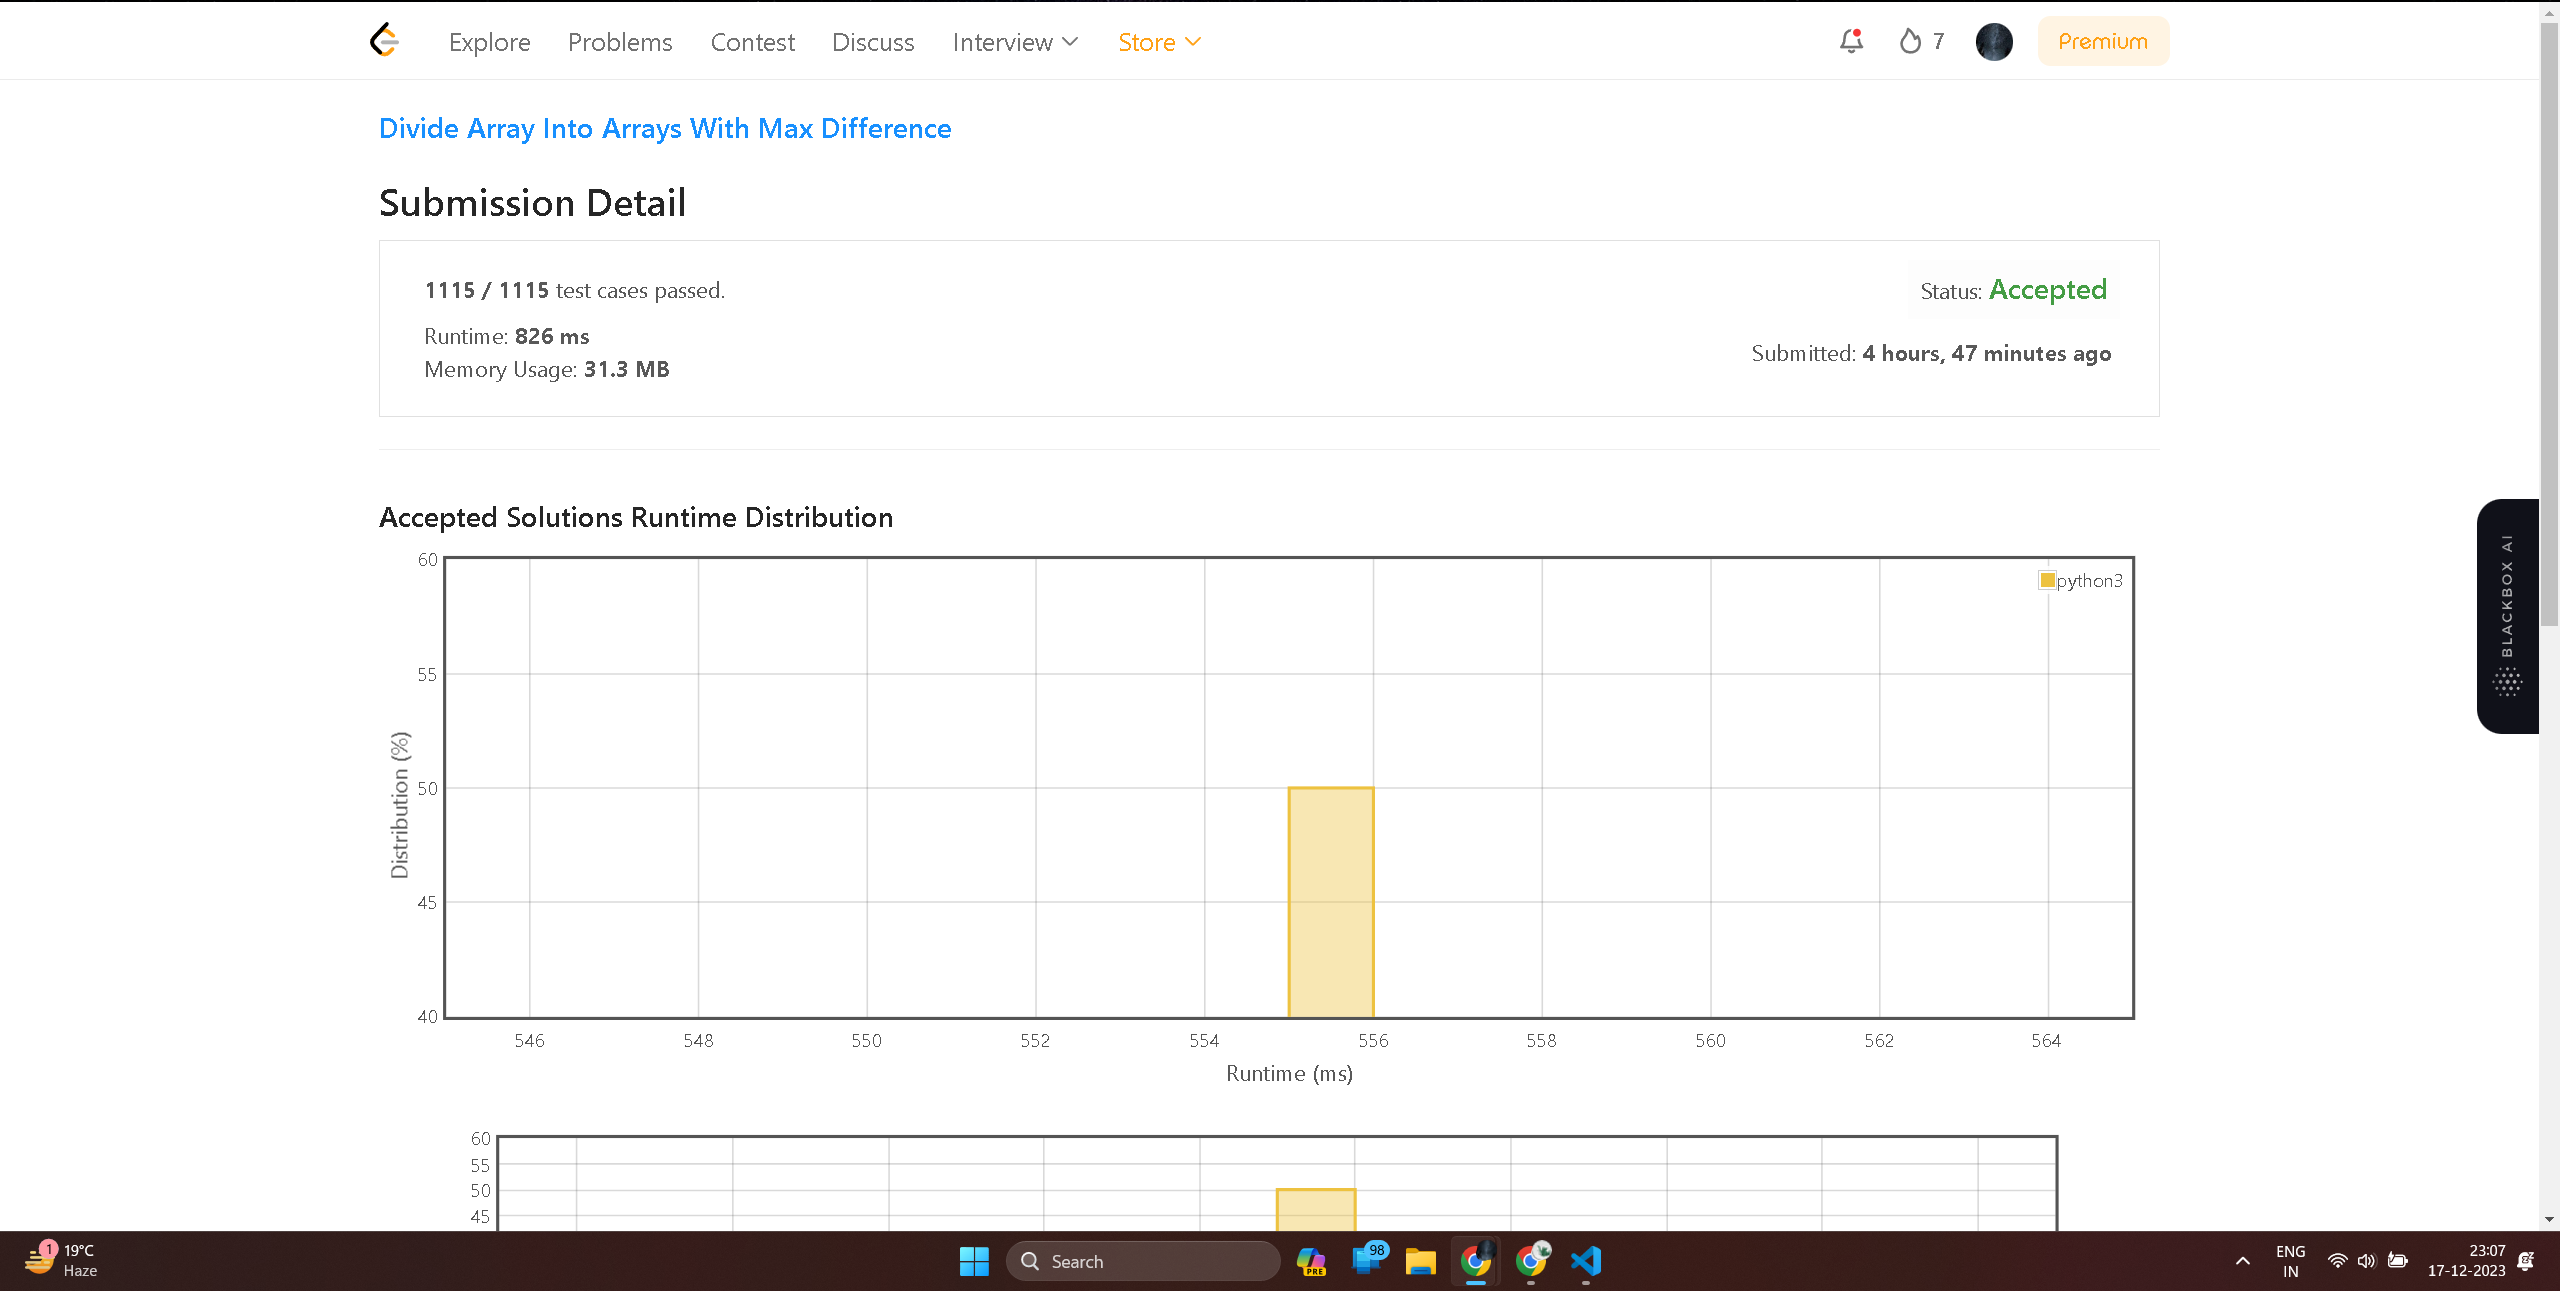 Explore Problems Contest Discuss Interview Store 7 Premium
Divide Array Into Arrays With Max Difference
Submission Detail
1115 / 1115 test cases passed.
Status: Accepted
Runtime: 826 ms
Submitted: 4 hours, 47 minutes ago
Memory Usage: 31.3 MB
Accepted Solutions Runtime Distribution
60
python3
55
50
45
40
Distribution (%)
546 548 550 552 554 556 558 560 562 564
Runtime (ms)
BLACKBOX AI
60
55
50
45
1
19°C
Haze
Search
PRE
98
ENG
IN
23:07
17-12-2023